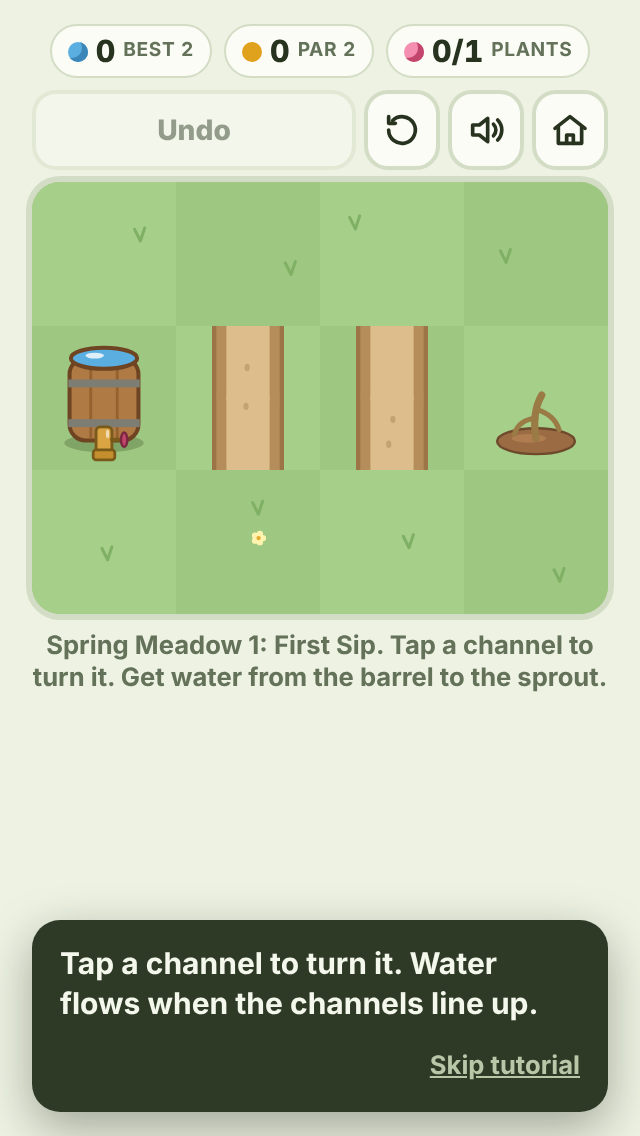 0 BEST 2
0 PAR 2
0/1 PLANTS
Undo
Spring Meadow 1: First Sip. Tap a channel to
turn it. Get water from the barrel to the sprout.
Tap a channel to turn it. Water
flows when the channels line up.
Skip tutorial